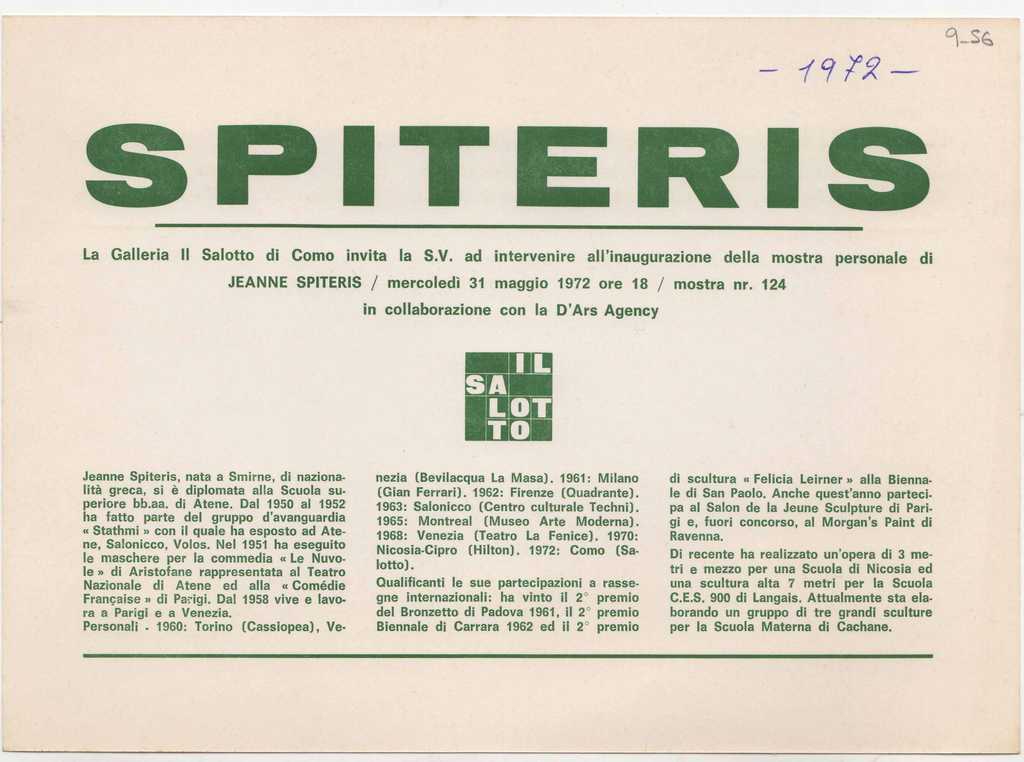 9-56
- 1972 -
SPITERIS
La Galleria Il Salotto di Como invita la S.V. ad intervenire all'inaugurazione della mostra personale di
JEANNE SPITERIS / mercoledì 31 maggio 1972 ore 18 / mostra nr. 124
in collaborazione con la D'Ars Agency
IL
SA
LOT
TO
Jeanne Spiteris, nata a Smirne, di naziona-
lità greca, si è diplomata alla Scuola su-
periore bb.aa. di Atene. Dal 1950 al 1952
ha fatto parte del gruppo d'avanguardia
« Stathmi » con il quale ha esposto ad Ate-
ne, Salonicco, Volos. Nel 1951 ha eseguito
le maschere per la commedia « Le Nuvo-
le » di Aristofane rappresentata al Teatro
Nazionale di Atene ed alla « Comédie
Française » di Parigi. Dal 1958 vive e lavo-
ra a Parigi e a Venezia.
Personali - 1960: Torino (Cassiopea), Ve-
nezia (Bevilacqua La Masa). 1961: Milano
(Gian Ferrari). 1962: Firenze (Quadrante).
1963: Salonicco (Centro culturale Techni).
1965: Montreal (Museo Arte Moderna).
1968: Venezia (Teatro La Fenice). 1970:
Nicosia-Cipro (Hilton). 1972: Como (Sa-
lotto).
Qualificanti le sue partecipazioni a rasse-
gne internazionali: ha vinto il 2° premio
del Bronzetto di Padova 1961, il 2° premio
Biennale di Carrara 1962 ed il 2° premio
di scultura « Felicia Leirner » alla Bienna-
le di San Paolo. Anche quest'anno parteci-
pa al Salon de la Jeune Sculpture di Pari-
gi e, fuori concorso, al Morgan's Paint di
Ravenna.
Di recente ha realizzato un'opera di 3 me-
tri e mezzo per una Scuola di Nicosia ed
una scultura alta 7 metri per la Scuola
C.E.S. 900 di Langais. Attualmente sta ela-
borando un gruppo di tre grandi sculture
per la Scuola Materna di Cachane.